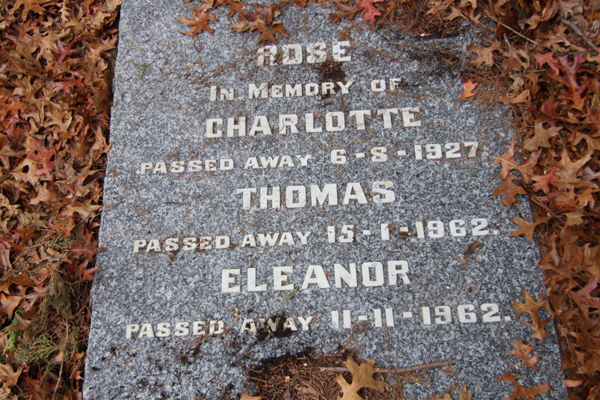 ROSE
IN MEMORY OF
CHARLOTTE
PASSED AWAY 6-8-1927.
THOMAS
PASSED AWAY 15-1-1962.
ELEANOR
PASSED AWAY 11-11-1962.